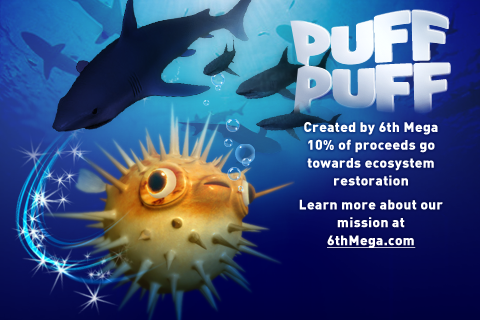 PUFF
PUFF
Created by 6th Mega
10% of proceeds go
towards ecosystem
restoration
Learn more about our
mission at
6thMega.com